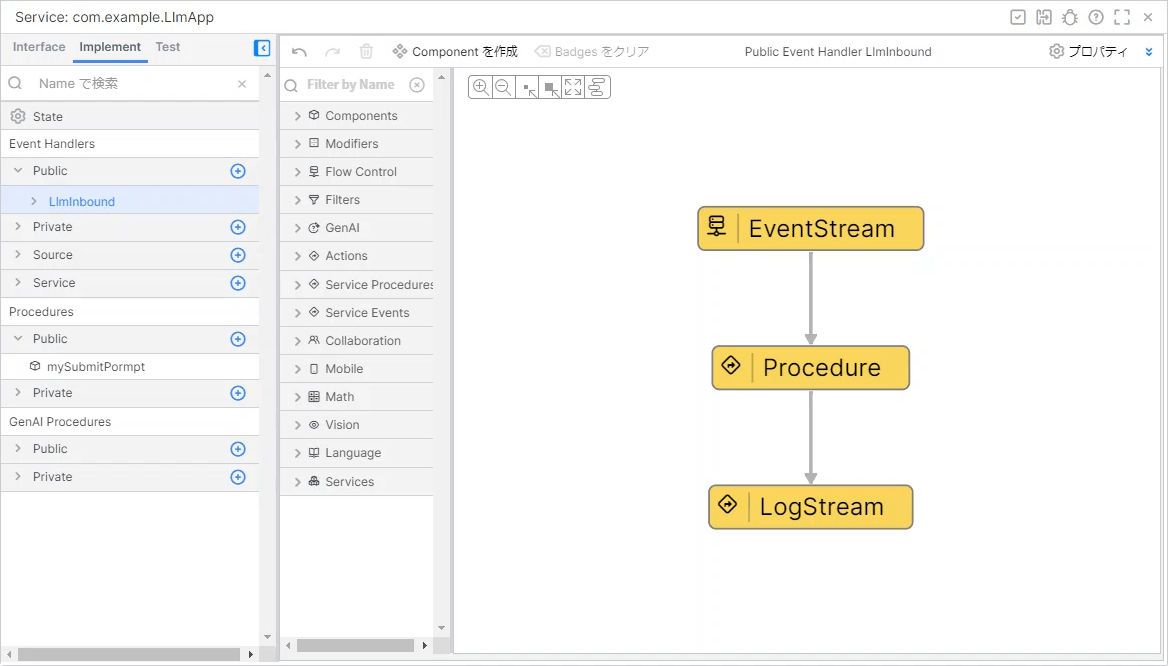 Service: com.example.LlmApp
Interface Implement Test
Name で検索
State
Event Handlers
Public
LlmInbound
Private
Source
Service
Procedures
Public
mySubmitPormpt
Private
GenAI Procedures
Public
Private
Component を作成 Badges をクリア Public Event Handler LlmInbound プロパティ
Filter by Name
Components
Modifiers
Flow Control
Filters
GenAI
Actions
Service Procedures
Service Events
Collaboration
Mobile
Math
Vision
Language
Services
EventStream
Procedure
LogStream